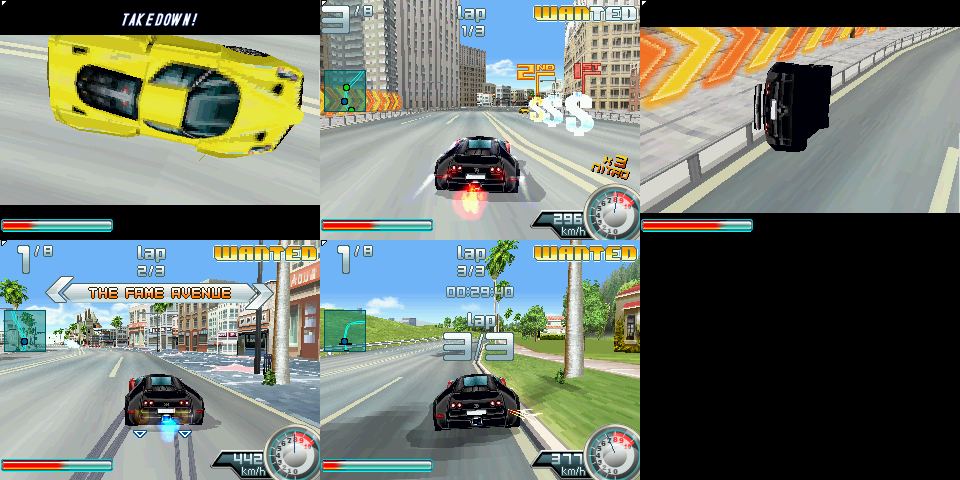 TAKEDOWN!
3/8
lap
1/3
WANTED
2ND
1ST
$$$
x3
NITRO
296
km/h
1/8
lap
2/3
WANTED
THE FAME AVENUE
442
km/h
1/8
lap
3/3
WANTED
00:29:40
lap
3/3
377
km/h